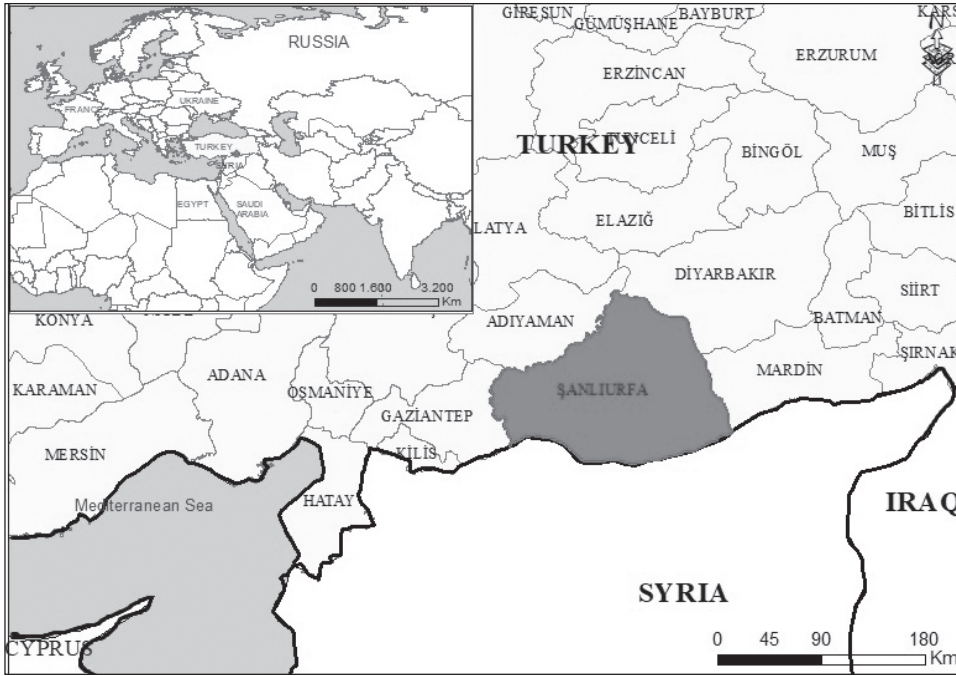 RUSSIA
FRANCE
UKRAINE
TURKEY
SYRIA
EGYPT
SAUDI
ARABIA
0 800 1.600 3.200
Km
GİREŞUN
GÜMÜŞHANE
BAYBURT
KARS
N
ERZİNCAN
ERZURUM
TURKEY
TUNCELİ
BİNGÖL
MUŞ
LATYA
ELAZIĞ
BİTLİS
DİYARBAKIR
SİİRT
KONYA
ADIYAMAN
BATMAN
ŞIRNAK
KARAMAN
ADANA
OŞMANİYE
ŞANLIURFA
MARDİN
GAZİANTEP
MERSİN
KİLİS
Mediterranean Sea
HATAY
IRAQ
SYRIA
CYPRUS
0 45 90 180
Km